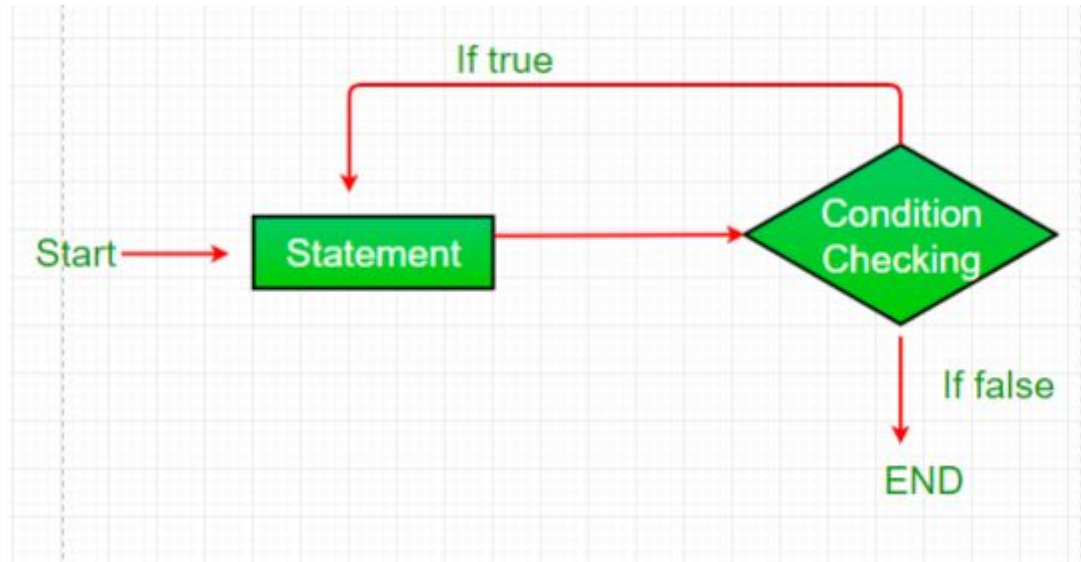 If true
Start
Statement
Condition
Checking
If false
END